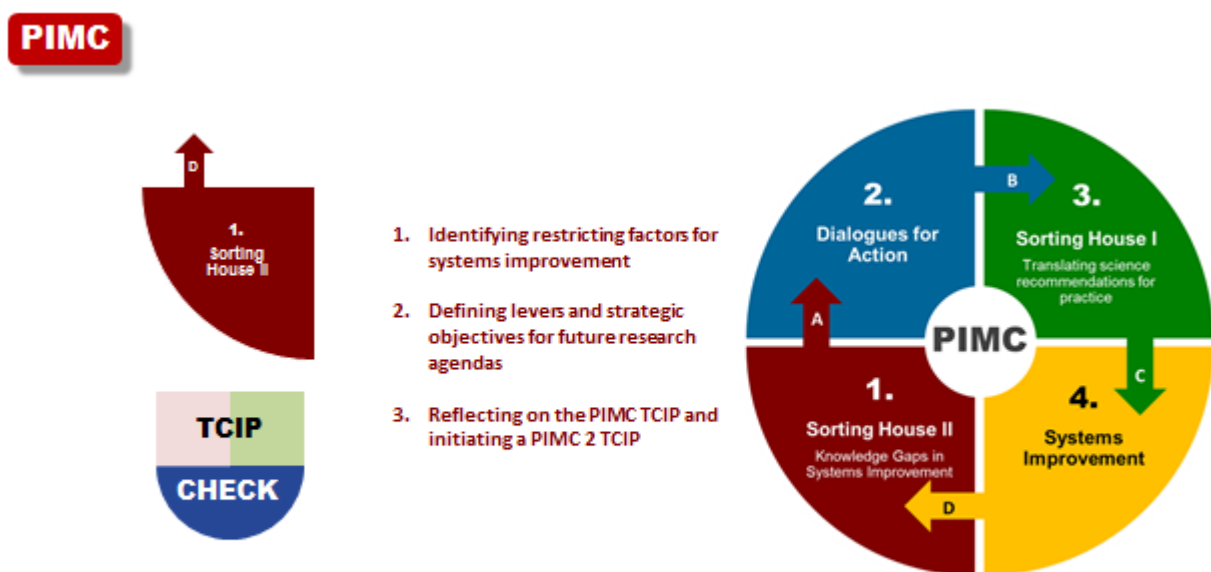 PIMC
D
1.
Sorting
House II
TCIP
CHECK
1. Identifying restricting factors for
systems improvement
2. Defining levers and strategic
objectives for future research
agendas
3. Reflecting on the PIMC TCIP and
initiating a PIMC 2 TCIP
2.
Dialogues for
Action
B
3.
Sorting House I
Translating science
recommendations for
practice
A
PIMC
C
1.
Sorting House II
Knowledge Gaps in
Systems Improvement
4.
Systems
Improvement
D